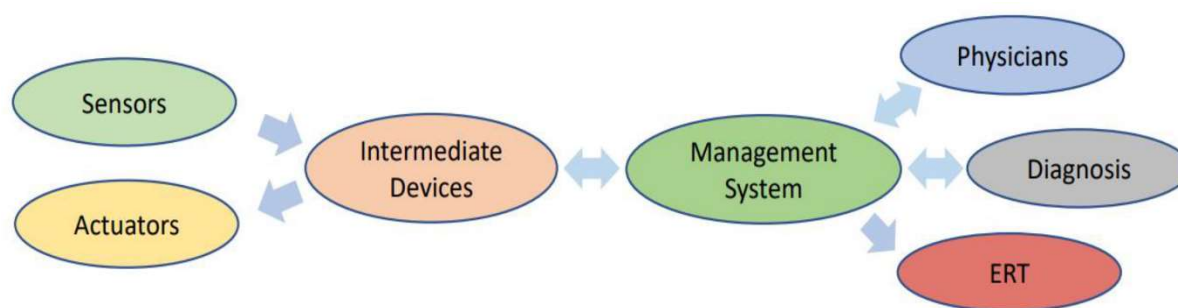 Sensors
Actuators
Intermediate
Devices
Management
System
Physicians
Diagnosis
ERT